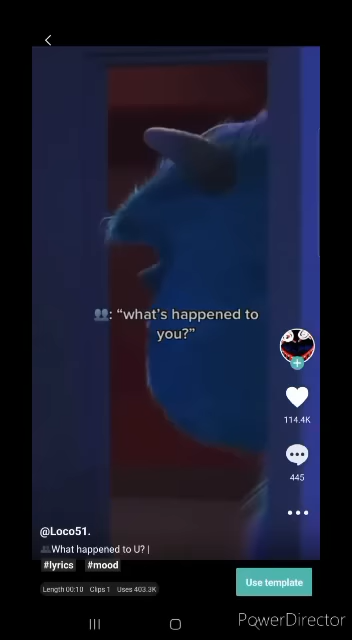 👥: “what’s happened to
you?”
114.4K
445
@Loco51.
👥What happened to U? |
#lyrics #mood
Length 00:10 Clips 1 Uses 403.3K
Use template
PowerDirector